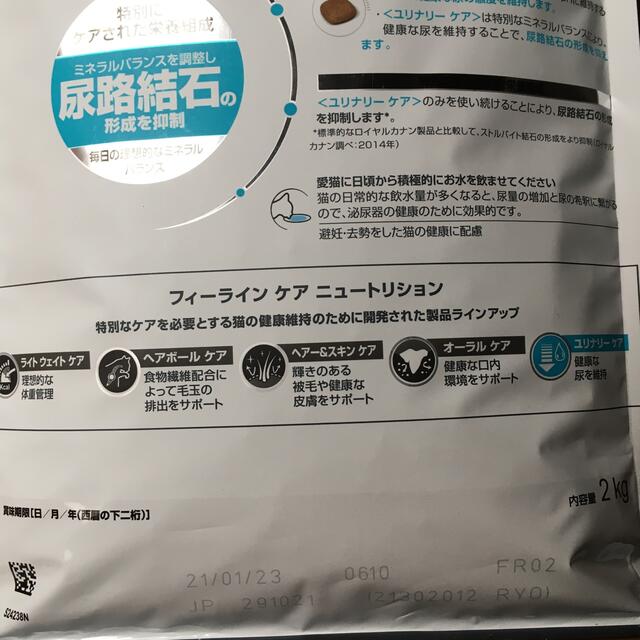 特別に
ケアされた栄養組成
ミネラルバランスを調整し
尿路結石の
形成を抑制
毎日の理想的なミネラル
バランス
・<ユリナリー ケア>は特別なミネラルバランスにより、
健康な尿を維持することで、尿路結石の形成を
ます。
<ユリナリー ケア>のみを使い続けることにより、尿路結石の形成
を抑制します*。
*標準的なロイヤルカナン製品と比較して、ストルバイト結石の形成をより抑制(ロイヤル
カナン調べ:2014年)
愛猫に日頃から積極的にお水を飲ませてください
猫の日常的な飲水量が多くなると、尿量の増加と尿の希釈に繋がる
ので、泌尿器の健康のために効果的です。
避妊・去勢をした猫の健康に配慮
フィーライン ケア ニュートリション
特別なケアを必要とする猫の健康維持のために開発された製品ラインアップ
Kcal
ライト ウェイト ケア
理想的な
体重管理
ヘアボール ケア
食物繊維配合に
よって毛玉の
排出をサポート
ヘアー&スキン ケア
輝きのある
被毛や健康な
皮膚をサポート
オーラル ケア
健康な口内
環境をサポート
ユリナリー ケア
健康な
尿を維持
内容量 2 kg
賞味期限[日/月/年(西暦の下二桁)]
21/01/23 0610 FR02
JP 291021 (21302012 RYO)
S24238N